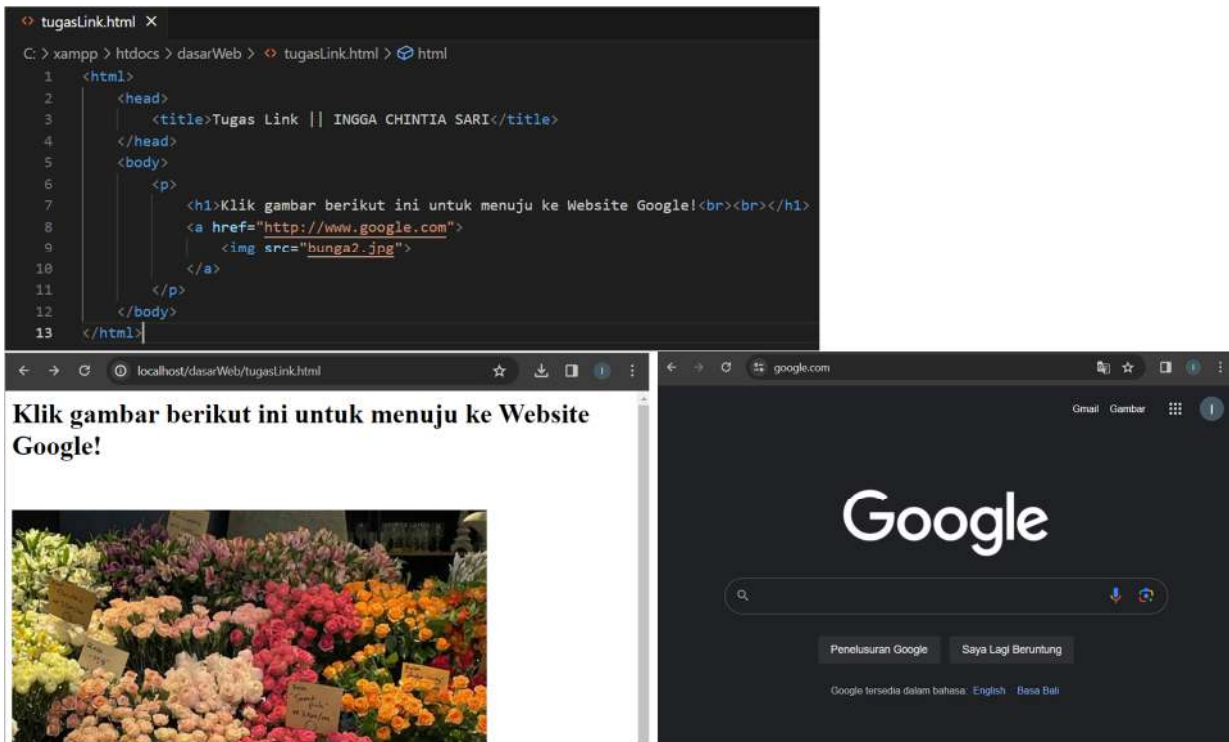 tugasLink.html
C: > xampp > htdocs > dasarWeb > tugasLink.html > html
1 <html>
2 <head>
3 <title>Tugas Link || INGGA CHINTIA SARI</title>
4 </head>
5 <body>
6 <p>
7 <h1>Klik gambar berikut ini untuk menuju ke Website Google!<br><br></h1>
8 <a href="http://www.google.com">
9 <img src="bunga2.jpg">
10 </a>
11 </p>
12 </body>
13 </html>
localhost/dasarWeb/tugasLink.html
I
Klik gambar berikut ini untuk menuju ke Website
Google!
google.com
I
Gmail Gambar
I
Google
Penelusuran Google Saya Lagi Beruntung
Google tersedia dalam bahasa: English Basa Bali